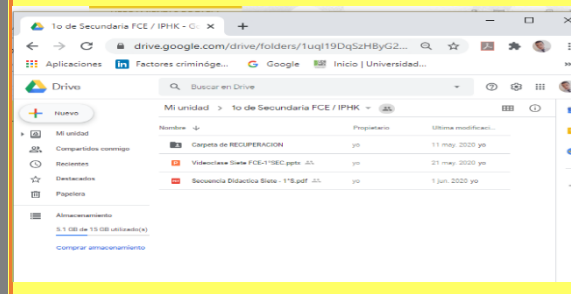 1o de Secundaria FCE / IPHK - G
drive.google.com/drive/folders/1uql19DqSzHByG2...
Aplicaciones
Factores criminóge...
Google
Inicio | Universidad...
Drive
Buscar en Drive
Nuevo
Mi unidad > 1o de Secundaria FCE / IPHK
Mi unidad
Compartidos conmigo
Recientes
Destacados
Papelera
Almacenamiento
5.1 GB de 15 GB utilizado(s)
Comprar almacenamiento
Nombre
Propietario
Última modificaci...
Carpeta de RECUPERACION
yo
11 may. 2020 yo
Videoclase Siete FCE-1°SEC.pptx
yo
21 may. 2020 yo
Secuencia Didactica Siete - 1°S.pdf
yo
1 jun. 2020 yo